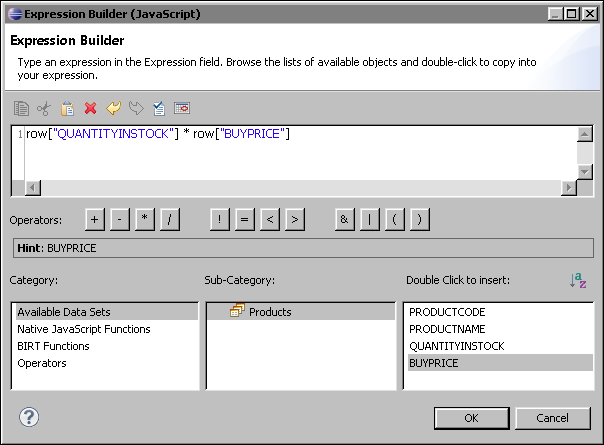 Expression Builder (JavaScript)
Expression Builder
Type an expression in the Expression field. Browse the lists of available objects and double-click to copy into
your expression.
1 row["QUANTITYINSTOCK"] * row["BUYPRICE"]
Operators: + - * / ! = < > & | ( )
Hint: BUYPRICE
Category: Sub-Category: Double Click to insert:
Available Data Sets Products PRODUCTCODE
Native JavaScript Functions PRODUCTNAME
BIRT Functions QUANTITYINSTOCK
Operators BUYPRICE
? OK Cancel